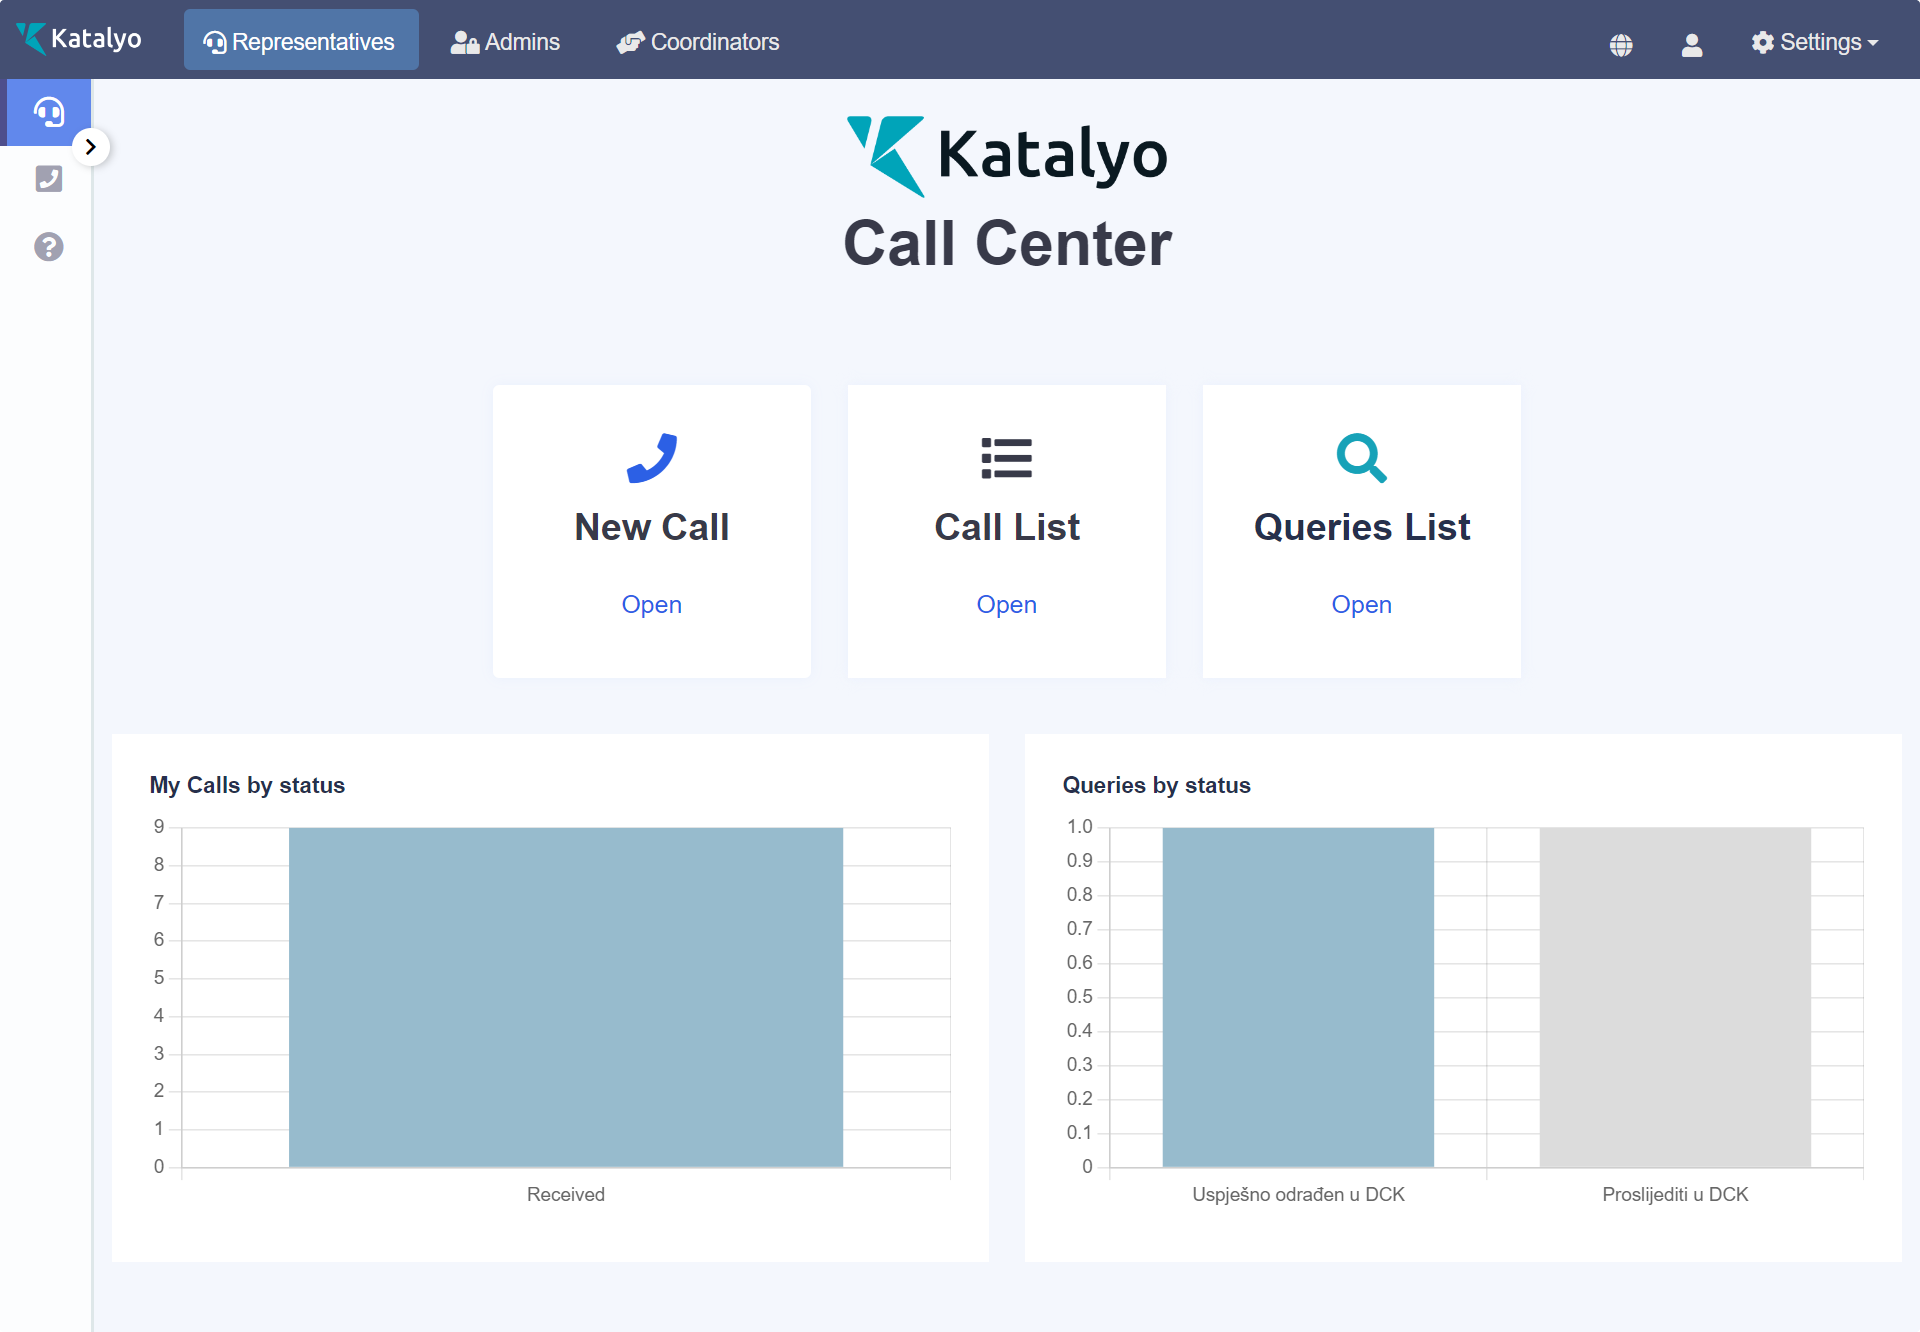 Katalyo
Representatives
Admins
Coordinators
Settings
Katalyo
Call Center
New Call
Open
Call List
Open
Queries List
Open
My Calls by status
9
8
7
6
5
4
3
2
1
0
Received
Queries by status
1.0
0.9
0.8
0.7
0.6
0.5
0.4
0.3
0.2
0.1
0
Uspješno odrađen u DCK
Proslijediti u DCK